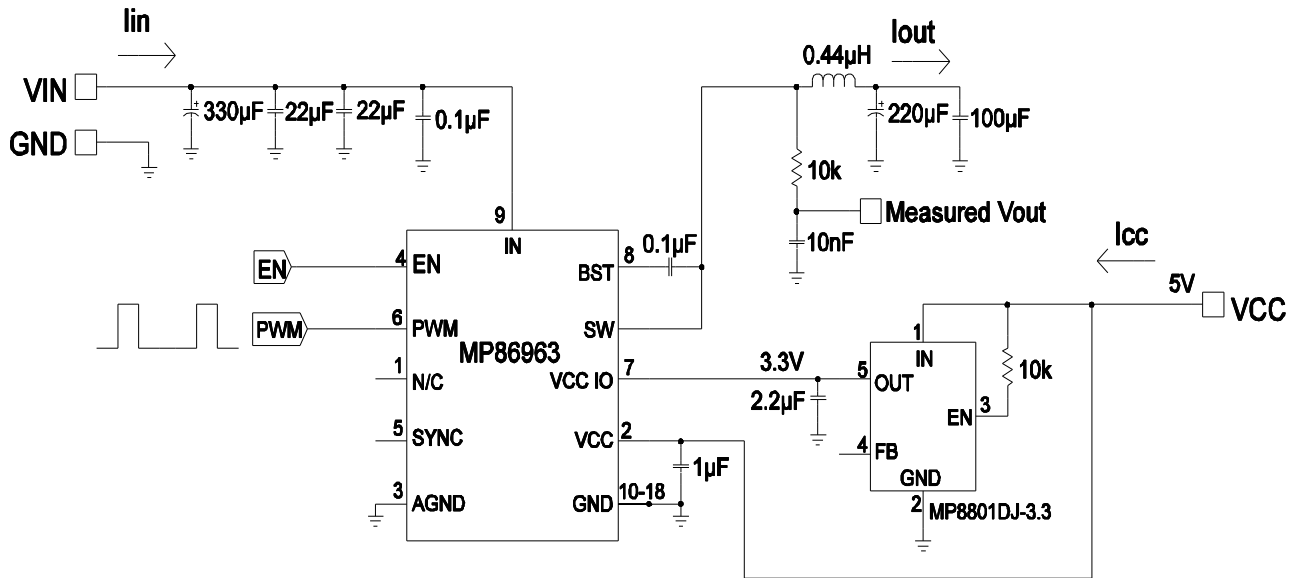 Iin
Iout
0.44µH
VIN
330µF
22µF
22µF
0.1µF
220µF
100µF
GND
10k
Measured Vout
10nF
9
IN
0.1µF
Icc
EN
4
EN
BST
8
5V
VCC
PWM
6
PWM
SW
MP86963
1
IN
10k
1
N/C
VCC IO
7
3.3V
5
OUT
2.2µF
EN
3
5
SYNC
VCC
2
4
FB
1µF
GND
3
AGND
GND
10-18
2
MP8801DJ-3.3